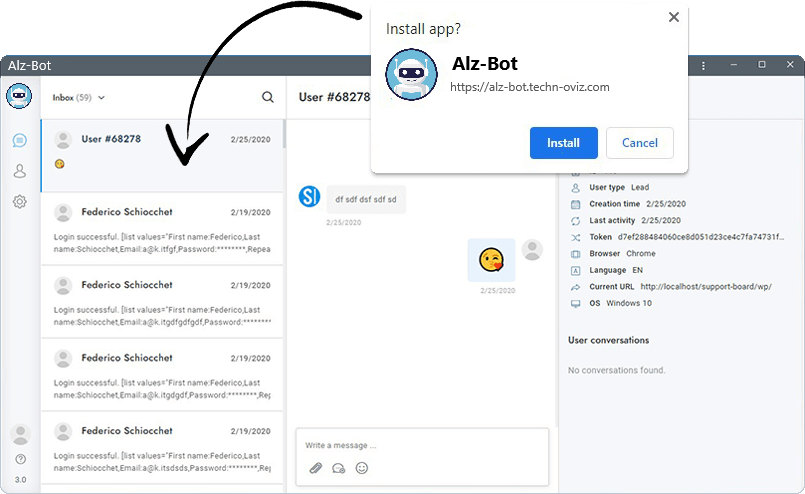 Install app?
Alz-Bot
https://alz-bot.techn-oviz.com
Install
Cancel
Alz-Bot
Inbox (59)
User #68278
2/25/2020
Federico Schiocchet
2/19/2020
Login successful. [list values="First name:Federico,Last
name:Schiocchet,Email:a@k.itfgf,Password:********,Repea
Federico Schiocchet
2/19/2020
Login successful. [list values="First name:Federico,Last
name:Schiocchet,Email:a@k.itgdfgdfgdf,Password:********
Federico Schiocchet
2/19/2020
Login successful. [list values="First name:Federico,Last
name:Schiocchet,Email:a@k.itgdgdf,Password:********,Rep
Federico Schiocchet
2/19/2020
Login successful. [list values="First name:Federico,Last
name:Schiocchet,Email:a@k.itsdsds,Password:********,Rep
3.0
User #68278
SI
df sdf dsf sdf sd
2/25/2020
2/25/2020
Write a message ...
User type Lead
Creation time 2/25/2020
Last activity 2/25/2020
Token d7ef288484060ce8d051d23ce4c7fa74731f...
Browser Chrome
Language EN
Current URL http://localhost/support-board/wp/
OS Windows 10
User conversations
No conversations found.